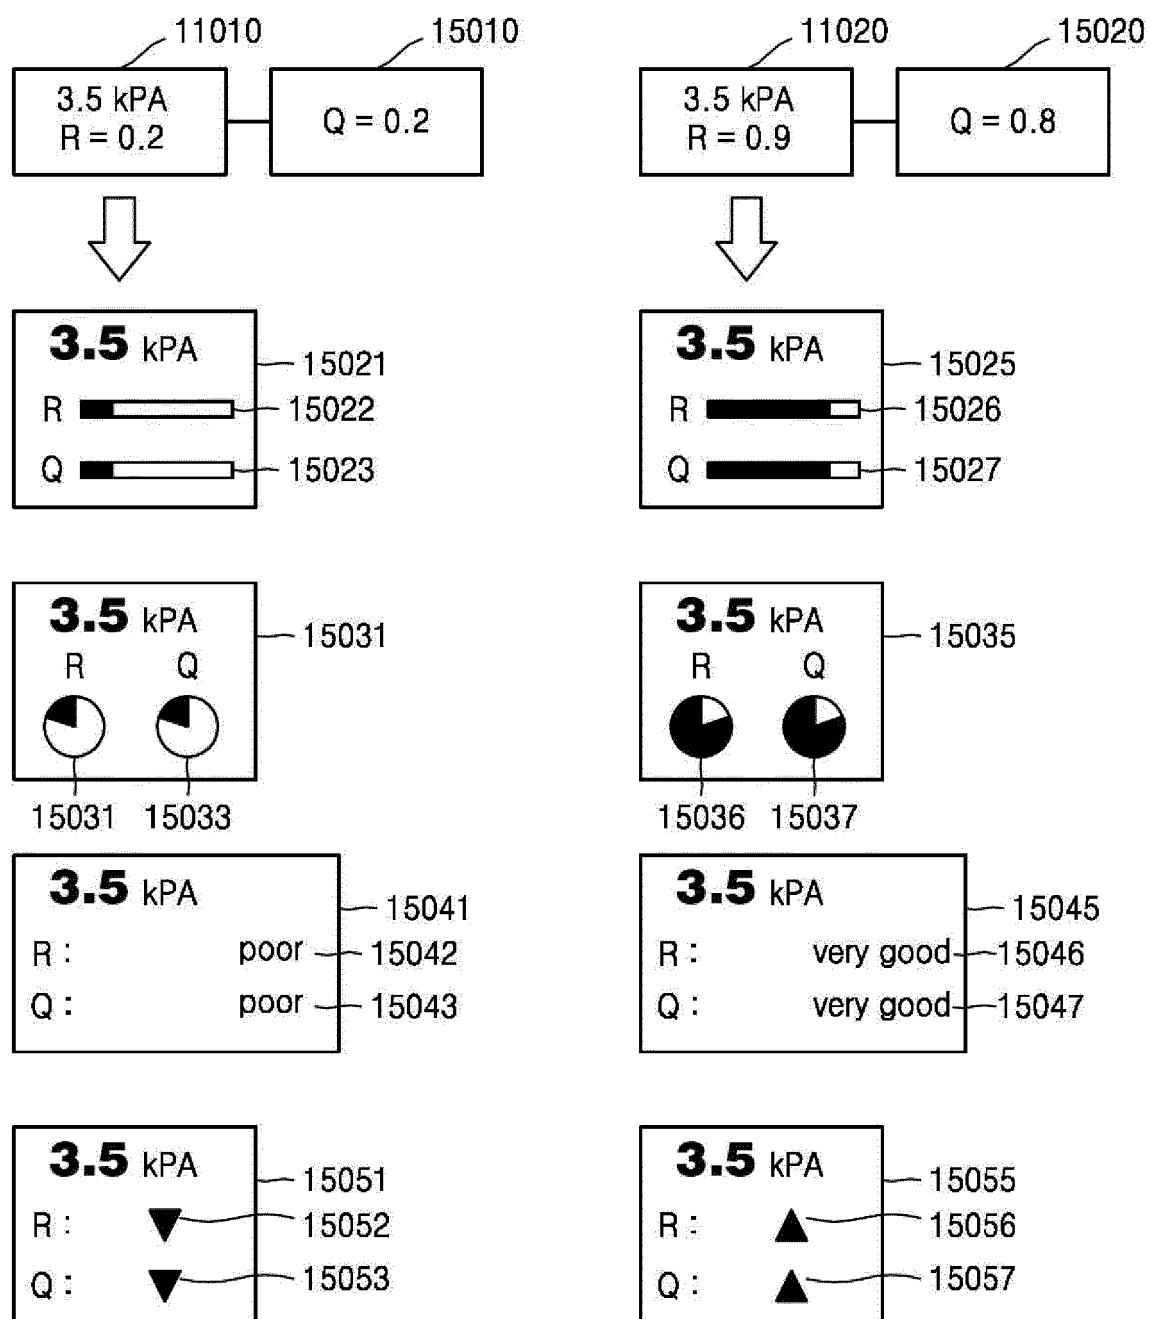 11010 15010 11020 15020
3.5 kPA
R = 0.2
Q = 0.2
3.5 kPA
R = 0.9
Q = 0.8
3.5 kPA
15021
R 15022
Q 15023
3.5 kPA
15025
R 15026
Q 15027
3.5 kPA
15031
R Q
15031 15033
3.5 kPA
15035
R Q
15036 15037
3.5 kPA
15041
R : poor 15042
Q : poor 15043
3.5 kPA
15045
R : very good 15046
Q : very good 15047
3.5 kPA
15051
R : 15052
Q : 15053
3.5 kPA
15055
R : 15056
Q : 15057